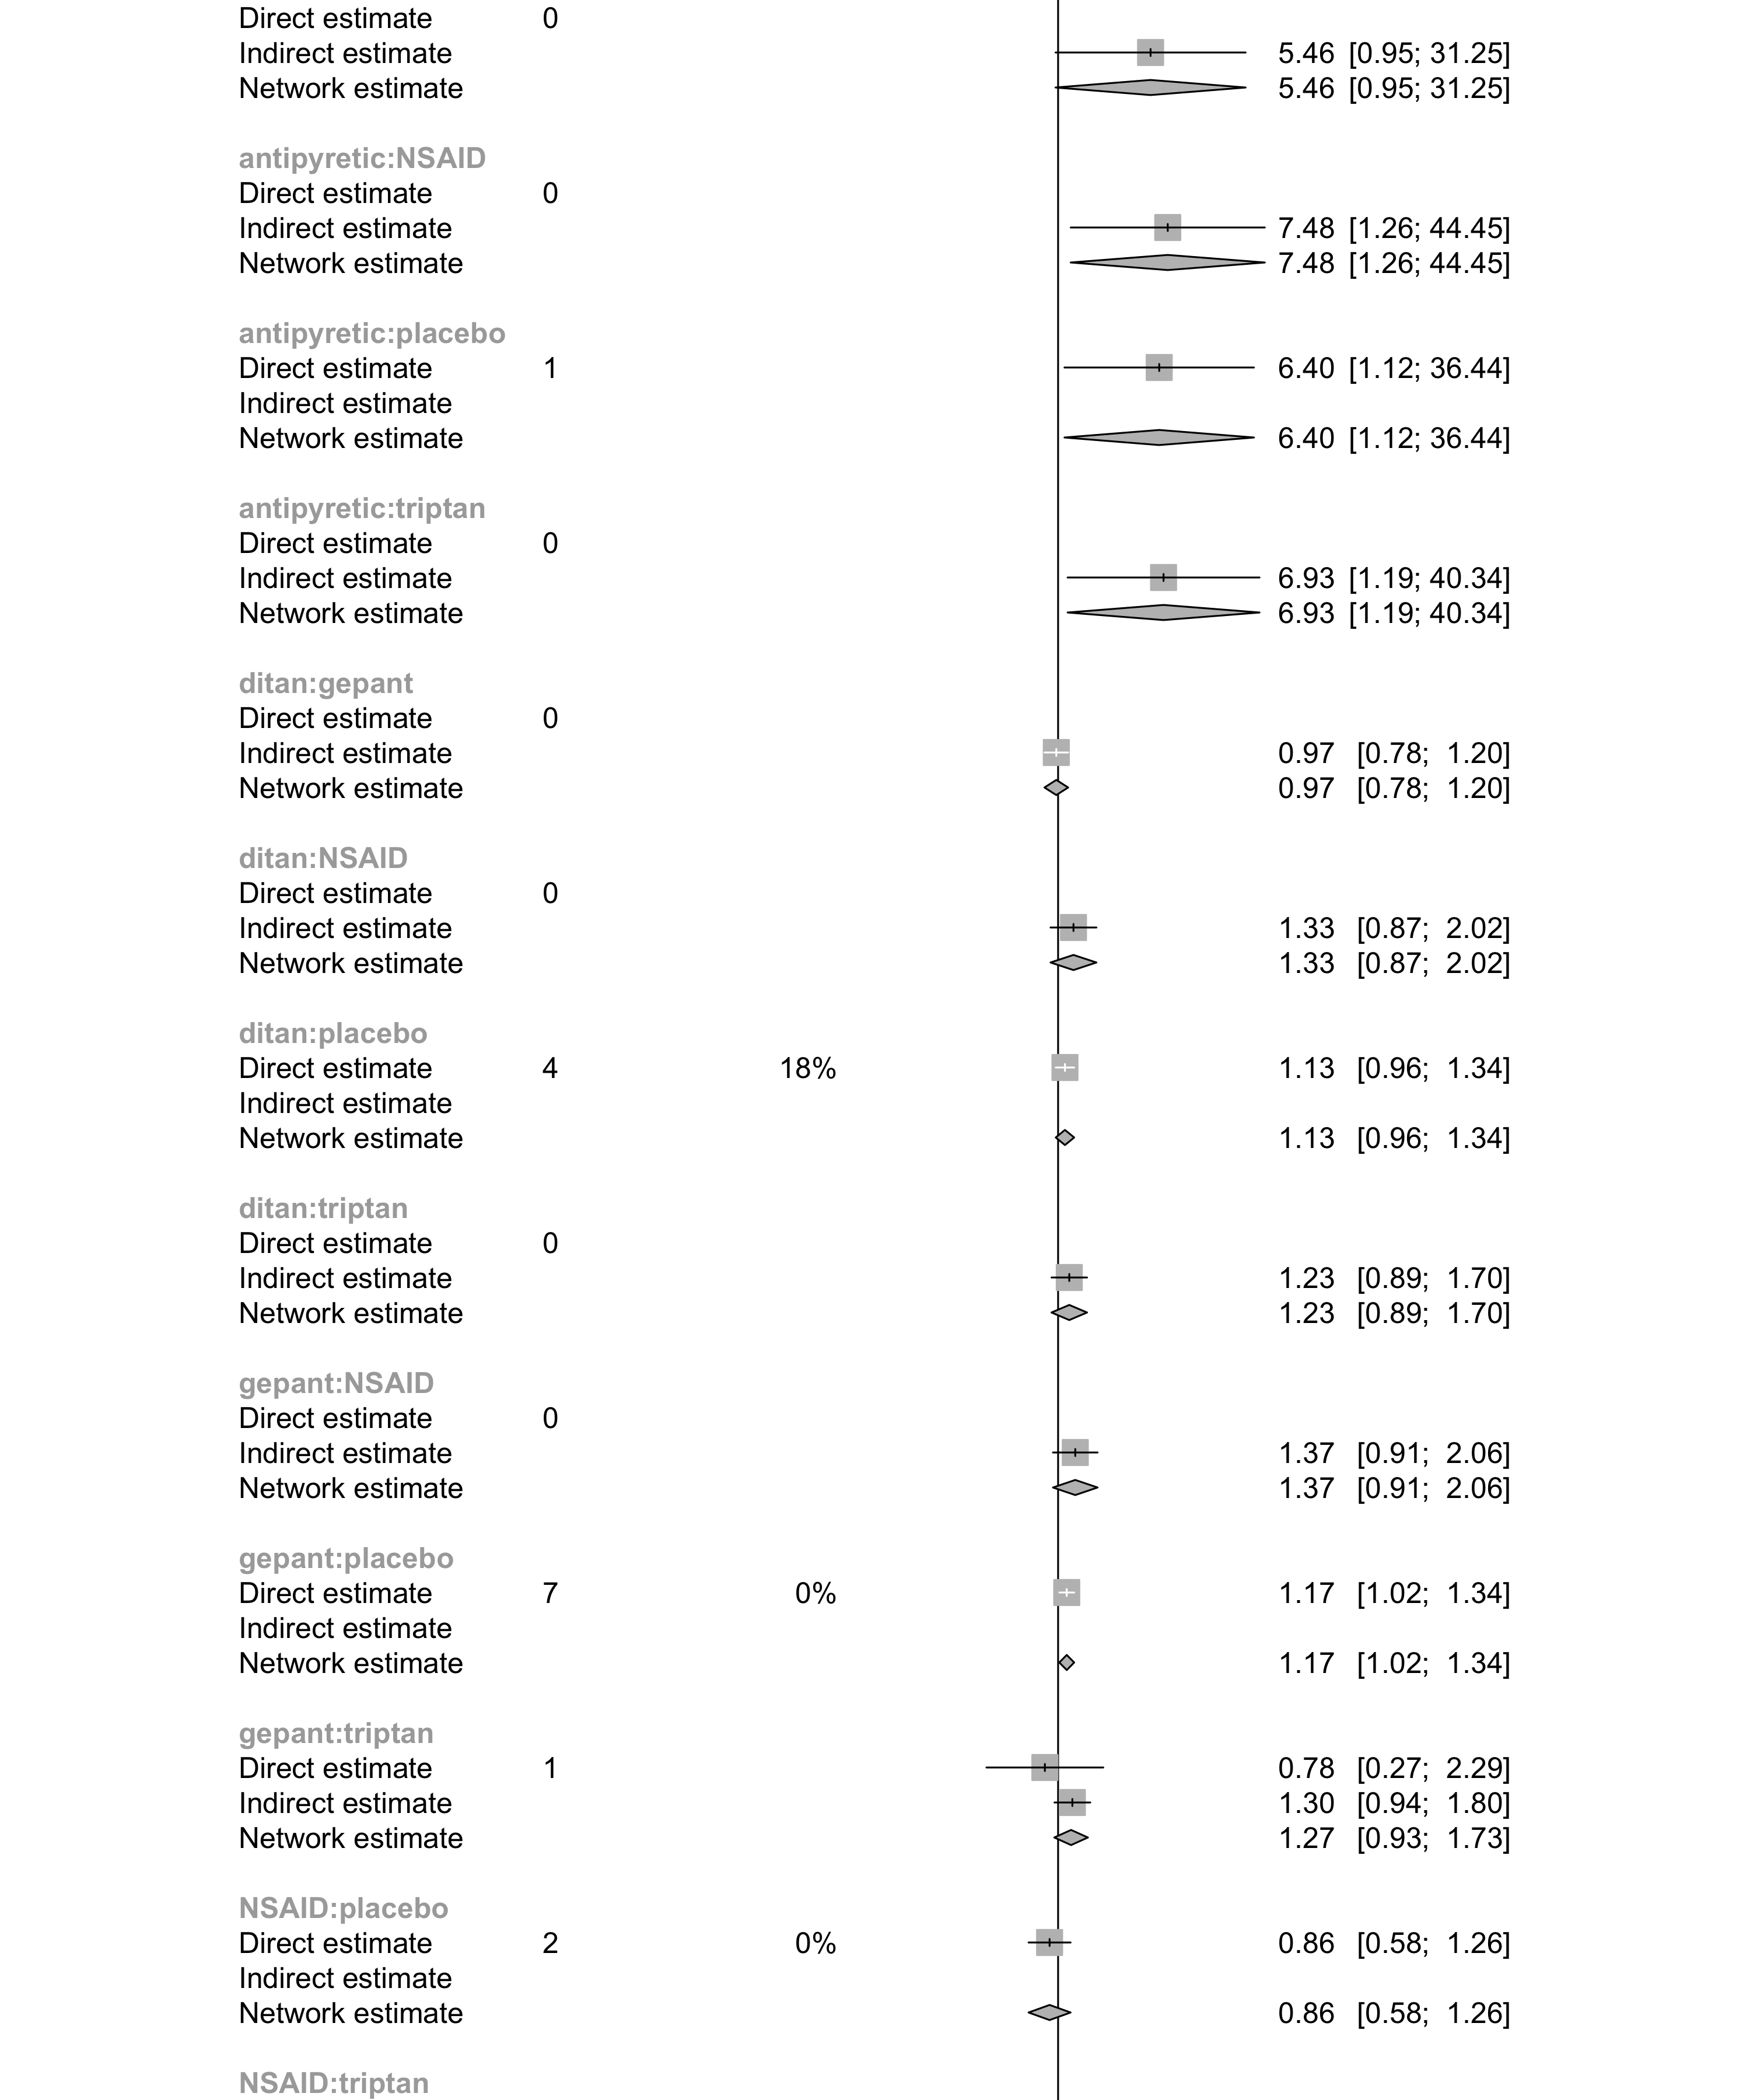 Direct estimate 0
Indirect estimate 5.46 [0.95; 31.25]
Network estimate 5.46 [0.95; 31.25]
antipyretic:NSAID
Direct estimate 0
Indirect estimate 7.48 [1.26; 44.45]
Network estimate 7.48 [1.26; 44.45]
antipyretic:placebo
Direct estimate 1 6.40 [1.12; 36.44]
Indirect estimate
Network estimate 6.40 [1.12; 36.44]
antipyretic:triptan
Direct estimate 0
Indirect estimate 6.93 [1.19; 40.34]
Network estimate 6.93 [1.19; 40.34]
ditan:gepant
Direct estimate 0
Indirect estimate 0.97 [0.78; 1.20]
Network estimate 0.97 [0.78; 1.20]
ditan:NSAID
Direct estimate 0
Indirect estimate 1.33 [0.87; 2.02]
Network estimate 1.33 [0.87; 2.02]
ditan:placebo
Direct estimate 4 18% 1.13 [0.96; 1.34]
Indirect estimate
Network estimate 1.13 [0.96; 1.34]
ditan:triptan
Direct estimate 0
Indirect estimate 1.23 [0.89; 1.70]
Network estimate 1.23 [0.89; 1.70]
gepant:NSAID
Direct estimate 0
Indirect estimate 1.37 [0.91; 2.06]
Network estimate 1.37 [0.91; 2.06]
gepant:placebo
Direct estimate 7 0% 1.17 [1.02; 1.34]
Indirect estimate
Network estimate 1.17 [1.02; 1.34]
gepant:triptan
Direct estimate 1 0.78 [0.27; 2.29]
Indirect estimate 1.30 [0.94; 1.80]
Network estimate 1.27 [0.93; 1.73]
NSAID:placebo
Direct estimate 2 0% 0.86 [0.58; 1.26]
Indirect estimate
Network estimate 0.86 [0.58; 1.26]
NSAID:triptan